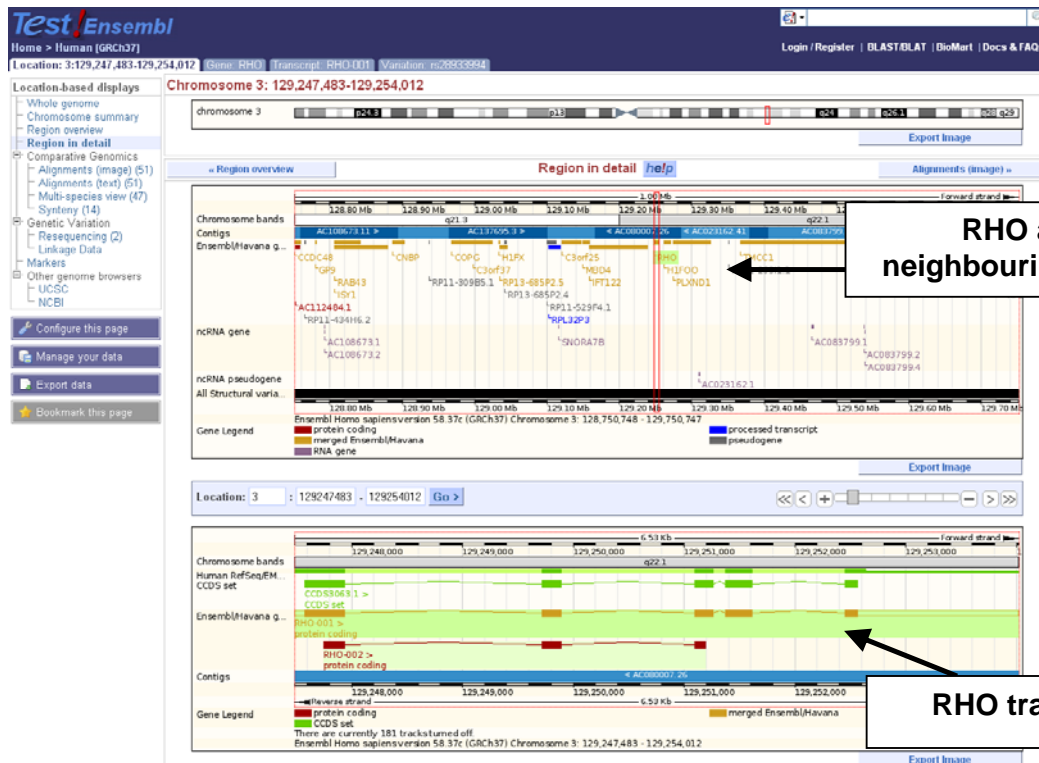 Test!Ensembl
Home > Human [GRCh37]
Login / Register | BLAST/BLAT | BioMart | Docs & FAQ
Location: 3:129,247,483-129,254,012 Gene: RHO Transcript: RHO-001 Variation: rs28933994
Location-based displays
Whole genome
Chromosome summary
Region overview
Region in detail
Comparative Genomics
Alignments (image) (51)
Alignments (text) (51)
Multi-species view (47)
Synteny (14)
Genetic Variation
Resequencing (2)
Linkage Data
Markers
Other genome browsers
UCSC
NCBI
Configure this page
Manage your data
Export data
Bookmark this page
Chromosome 3: 129,247,483-129,254,012
chromosome 3 p24.3 p13 q24 q26.1 q29
Export Image
« Region overview Region in detail help Alignments (image) »
1.00 Mb Forward strand
128.80 Mb 128.90 Mb 129.00 Mb 129.10 Mb 129.20 Mb 129.30 Mb 129.40 Mb
Chromosome bands q21.3 q22.1
Contigs AC108673.11 > AC137695.3 > < AC080007.26 < AC023162.41 AC083799
Ensembl/Havana g...
CCDC48 CNBP COPG H1FX C3orf25 RHO TMCC1
GP9 C3orf37 MBD4 H1FOO
RAB43 RP11-309B5.1 RP13-685P2.5 IFT122 PLXND1
ISY1 RP13-685P2.4
AC112484.1 RP11-529F4.1
RP11-434H6.2 RPL32P3
ncRNA gene
AC108673.1 SNORA7B AC083799.1
AC108673.2 AC083799.2
AC083799.4
ncRNA pseudogene
AC023162.1
All Structural varia...
128.80 Mb 128.90 Mb 129.00 Mb 129.10 Mb 129.20 Mb 129.30 Mb 129.40 Mb 129.50 Mb 129.60 Mb 129.70 Mb
Ensembl Homo sapiens version 58.37c (GRCh37) Chromosome 3: 128,750,748 - 129,750,747
Gene Legend protein coding processed transcript
merged Ensembl/Havana pseudogene
RNA gene
RHO a
neighbouri
Export Image
Location: 3 : 129247483 - 129254012 Go >
6.53 Kb Forward strand
129,248,000 129,249,000 129,250,000 129,251,000 129,252,000 129,253,000
Chromosome bands q22.1
Human RefSeq/EM...
CCDS set
CCDS3063.1 >
CCDS set
Ensembl/Havana g...
RHO-001 >
protein coding
RHO-002 >
protein coding
Contigs < AC080007.26
129,248,000 129,249,000 129,250,000 129,251,000 129,252,000
Reverse strand 6.53 Kb
RHO tra
Gene Legend protein coding merged Ensembl/Havana
CCDS set
There are currently 181 tracks turned off.
Ensembl Homo sapiens version 58.37c (GRCh37) Chromosome 3: 129,247,483 - 129,254,012
Export Image